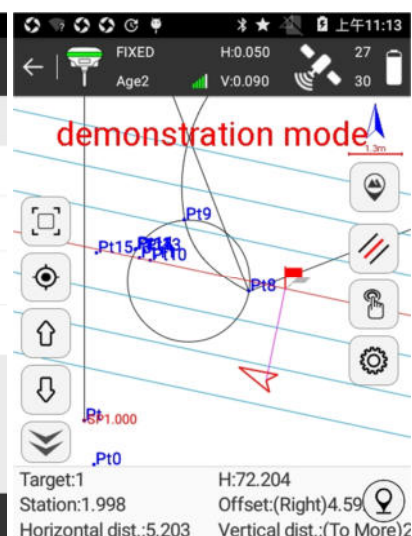 上午11:13
FIXED H:0.050 27
Age2 V:0.090 30
demonstration mode
1.3m
Pt9
Pt15
Pt10
Pt8
Pt
SP1.000
Pt0
Target:1 H:72.204
Station:1.998 Offset:(Right)4.59
Horizontal dist.:5.203 Vertical dist.:(To More)2